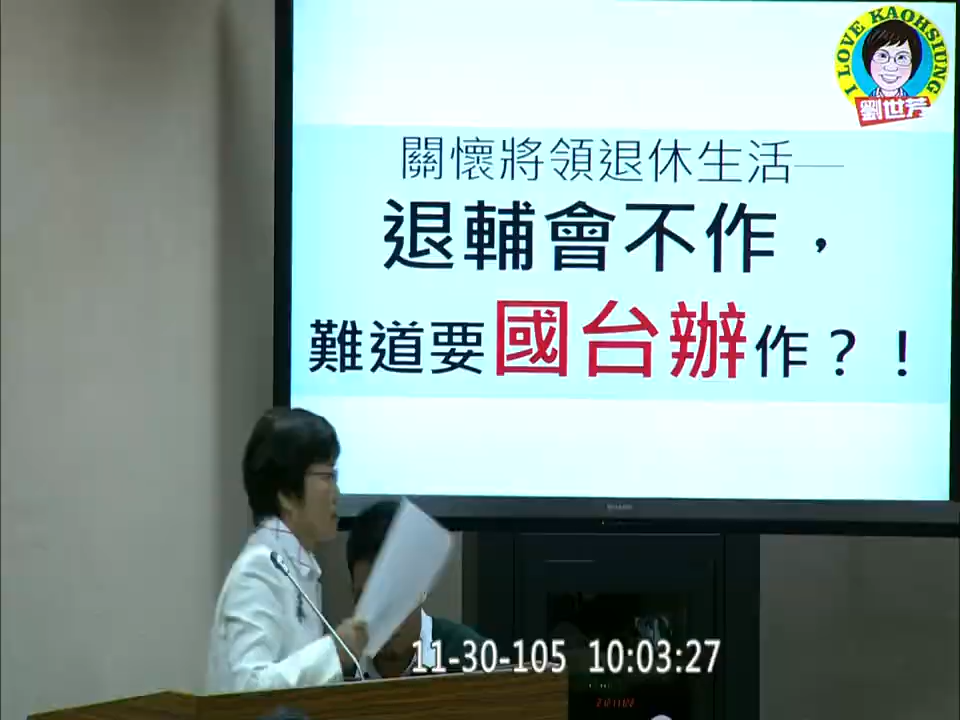 I LOVE KAOHSIUNG
劉世芳
關懷將領退休生活—
退輔會不作，
難道要國台辦作？！
11-30-105 10:03:27